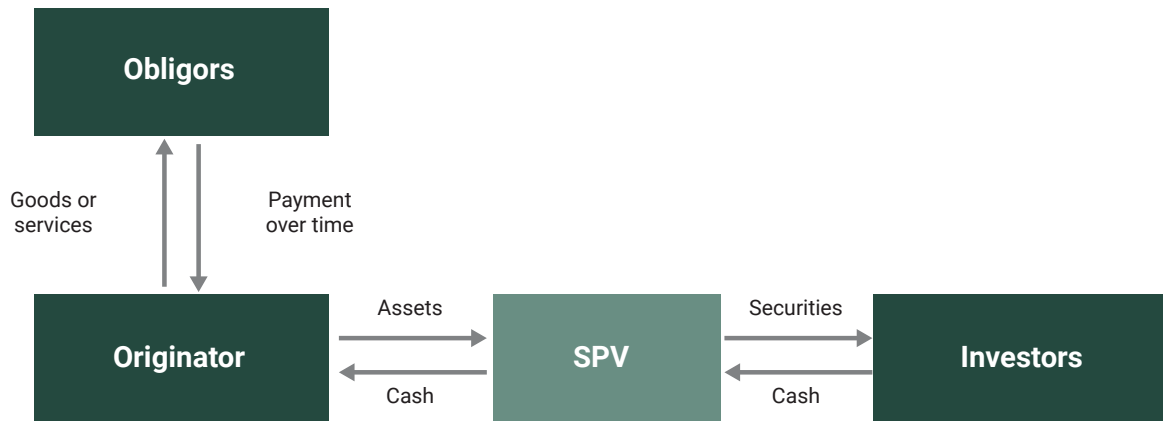 Obligors
Goods or
services
Payment
over time
Originator
Assets
Cash
SPV
Securities
Cash
Investors